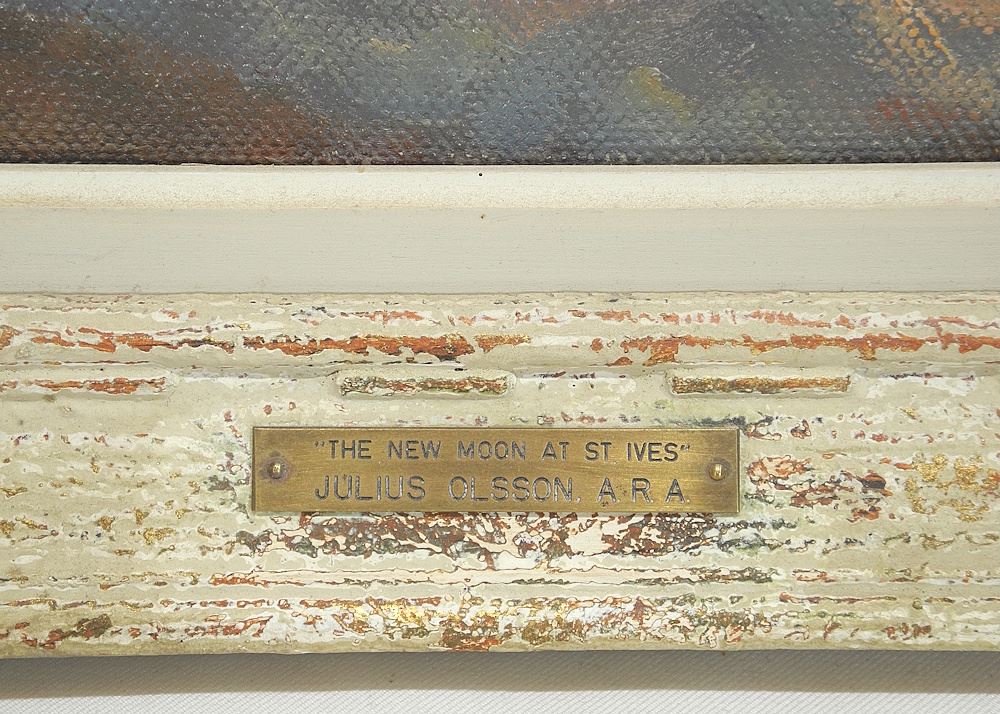 "THE NEW MOON AT ST IVES"
JULIUS OLSSON. A.R.A.